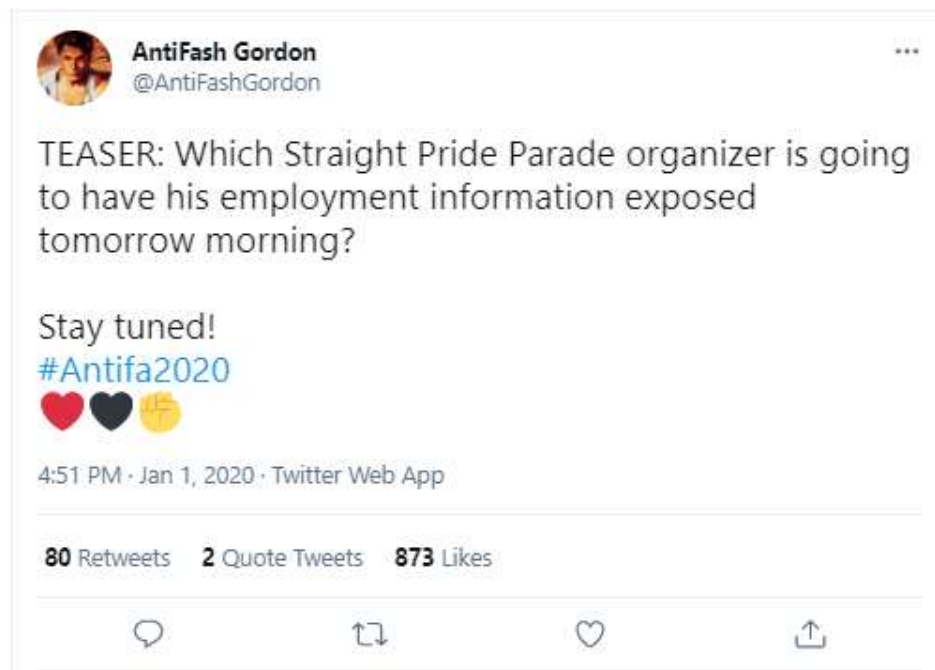 AntiFash Gordon
@AntiFashGordon
TEASER: Which Straight Pride Parade organizer is going
to have his employment information exposed
tomorrow morning?
Stay tuned!
#Antifa2020
❤️🖤✊
4:51 PM · Jan 1, 2020 · Twitter Web App
80 Retweets 2 Quote Tweets 873 Likes